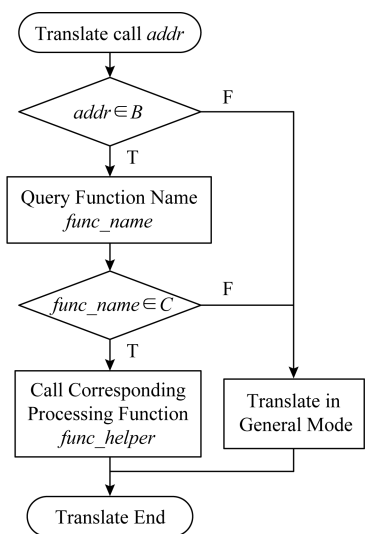 Translate call addr
addr∈B
F
T
Query Function Name
func_name
func_name∈C
F
T
Call Corresponding
Processing Function
func_helper
Translate in
General Mode
Translate End